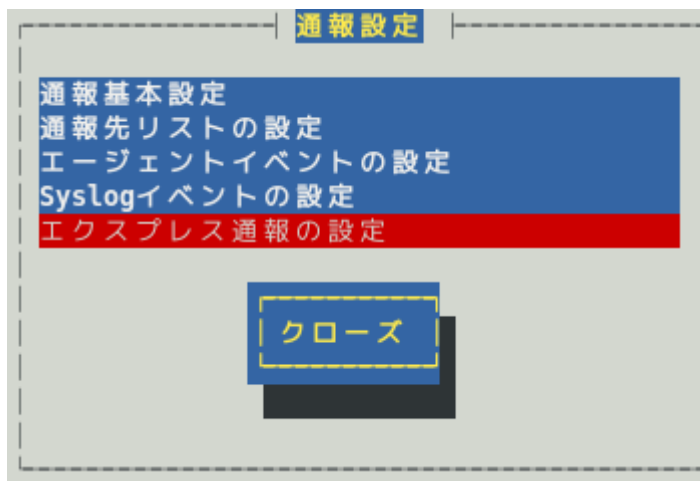 通報設定
通報基本設定
通報先リストの設定
エージェントイベントの設定
Syslogイベントの設定
エクスプレス通報の設定
クローズ